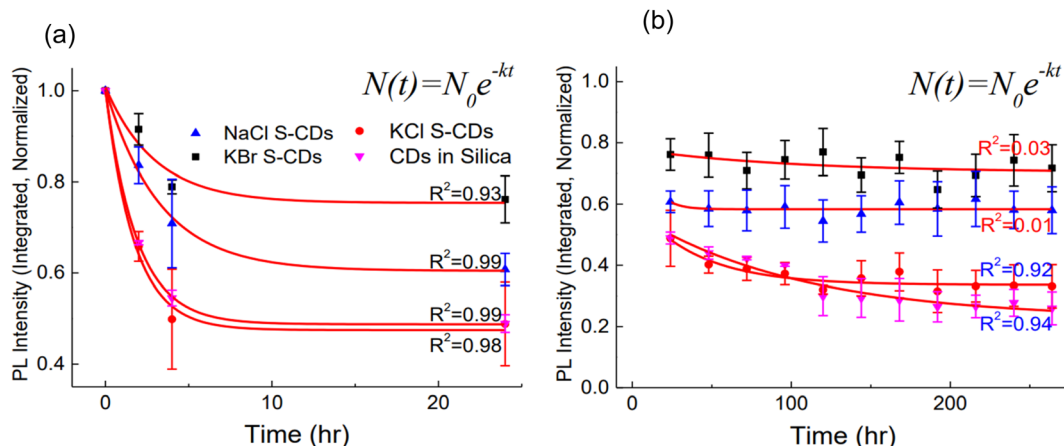 (a)
N(t)=N₀e⁻ᵏᵗ
NaCl S-CDs
KCl S-CDs
KBr S-CDs
CDs in Silica
R²=0.93
R²=0.99
R²=0.99
R²=0.98
1.0
0.8
0.6
0.4
0
10
20
Time (hr)
PL Intensity (Integrated, Normalized)
(b)
N(t)=N₀e⁻ᵏᵗ
R²=0.03
R²=0.01
R²=0.92
R²=0.94
1.0
0.8
0.6
0.4
0.2
0.0
0
100
200
Time (hr)
PL Intensity (Integrated, Normalized)